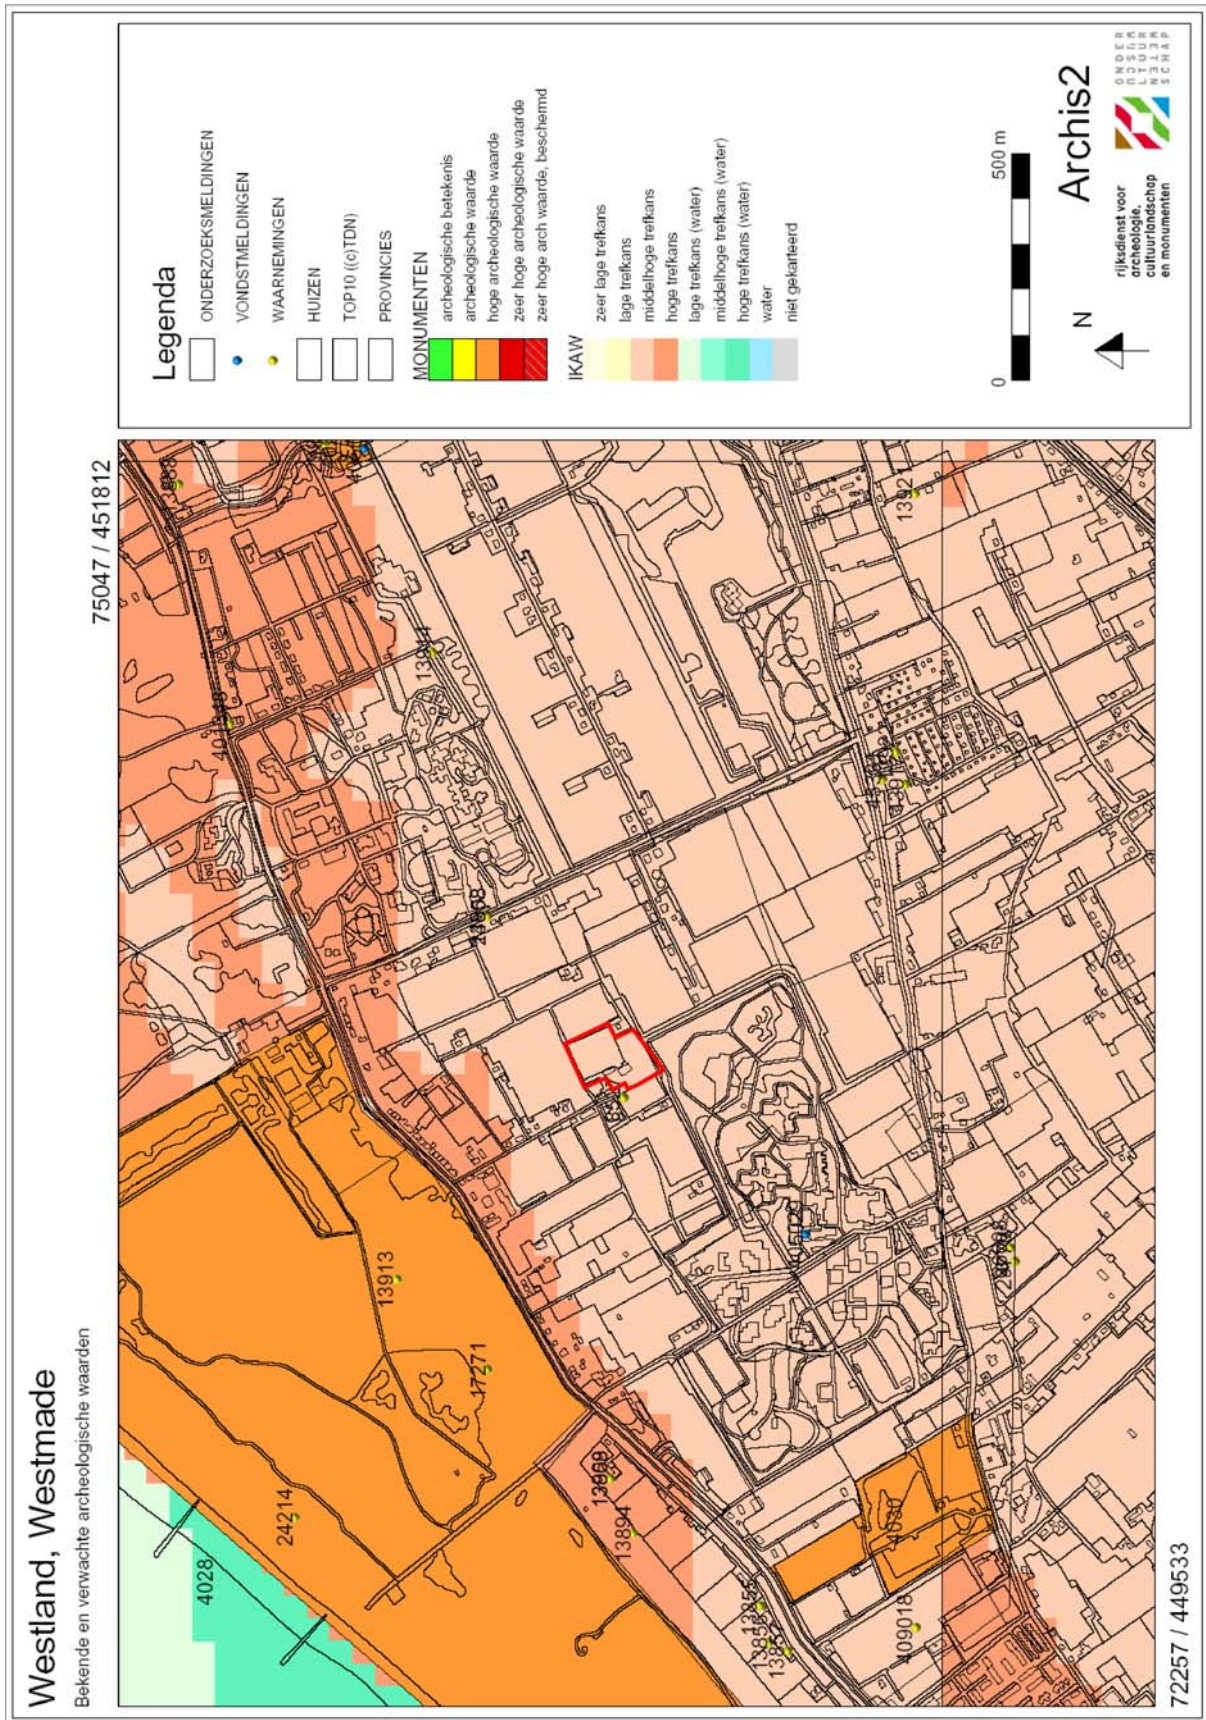 Westland, Westmade
Bekende en verwachte archeologische waarden
75047 / 451812
72257 / 449533
4028
24214
13913
17271
13894
409018
4030
13921
Legenda
ONDERZOEKSMELDINGEN
VONDSTMELDINGEN
WAARNEMINGEN
HUIZEN
TOP10 ((c)TDN)
PROVINCIES
MONUMENTEN
archeologische betekenis
archeologische waarde
hoge archeologische waarde
zeer hoge archeologische waarde
zeer hoge arch waarde, beschermd
IKAW
zeer lage trefkans
lage trefkans
middelhoge trefkans
hoge trefkans
lage trefkans (water)
middelhoge trefkans (water)
hoge trefkans (water)
water
niet gekarteerd
0
500 m
N
Archis2
rijksdienst voor
archeologie,
cultuurlandschap
en monumenten